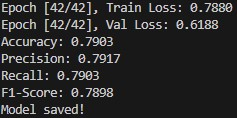 Epoch [42/42], Train Loss: 0.7880
Epoch [42/42], Val Loss: 0.6188
Accuracy: 0.7903
Precision: 0.7917
Recall: 0.7903
F1-Score: 0.7898
Model saved!